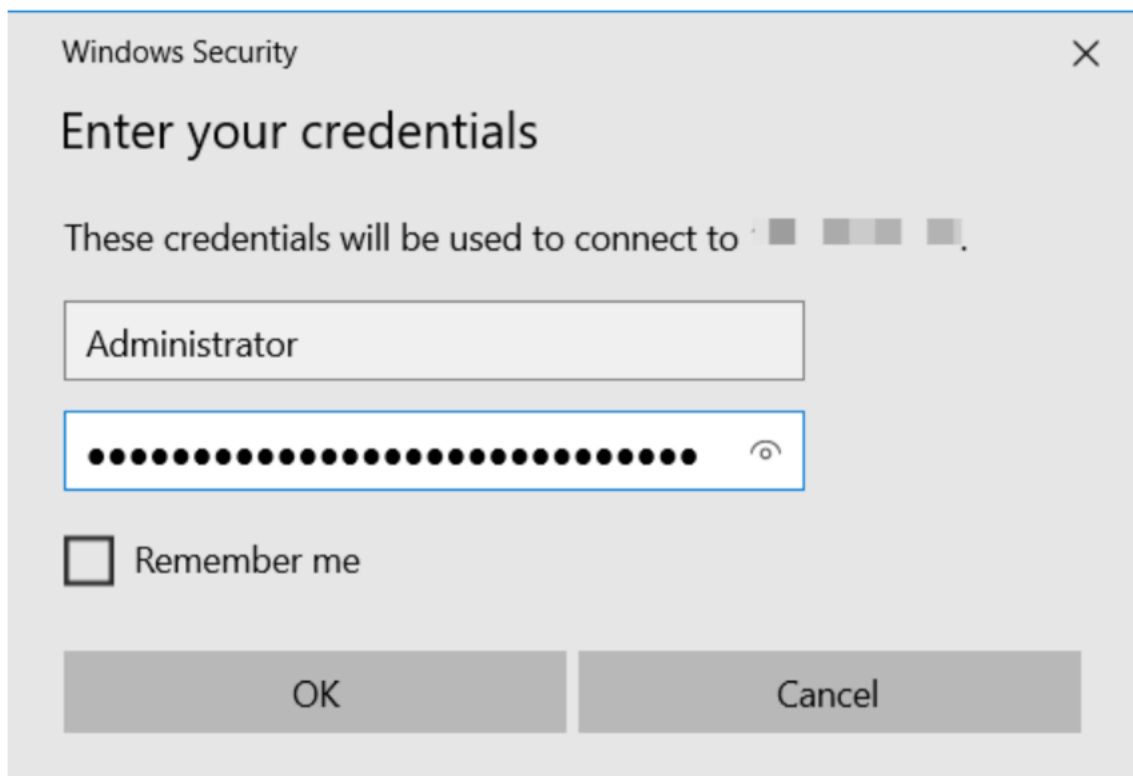 Windows Security
Enter your credentials
These credentials will be used to connect to .
Administrator
●●●●●●●●●●●●●●●●●●●●●●●●●●●●●
Remember me
OK Cancel